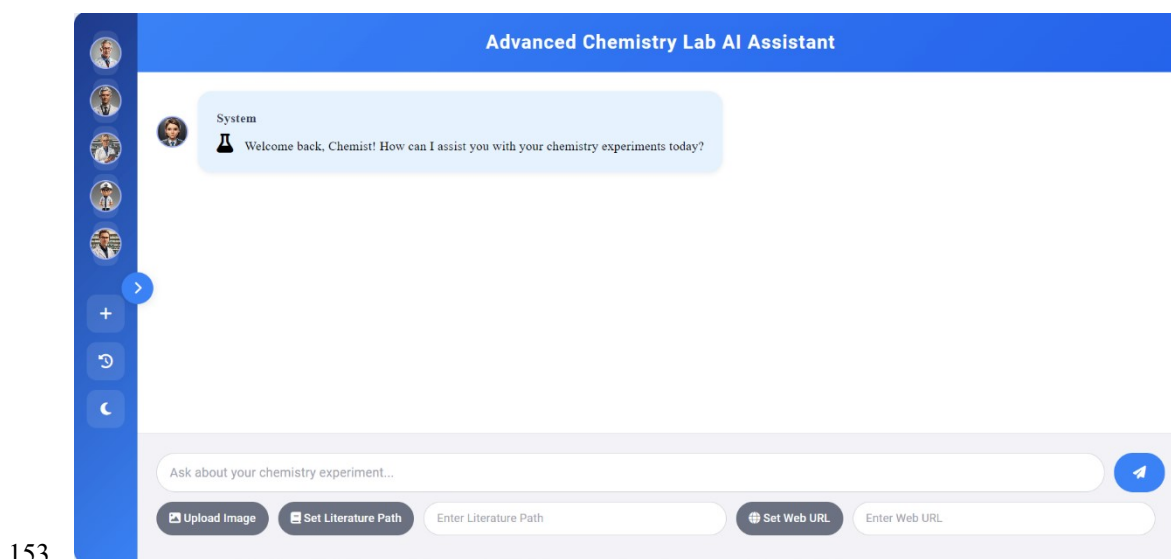 Advanced Chemistry Lab AI Assistant
System
Welcome back, Chemist! How can I assist you with your chemistry experiments today?
Ask about your chemistry experiment...
Upload Image Set Literature Path Enter Literature Path Set Web URL Enter Web URL
153